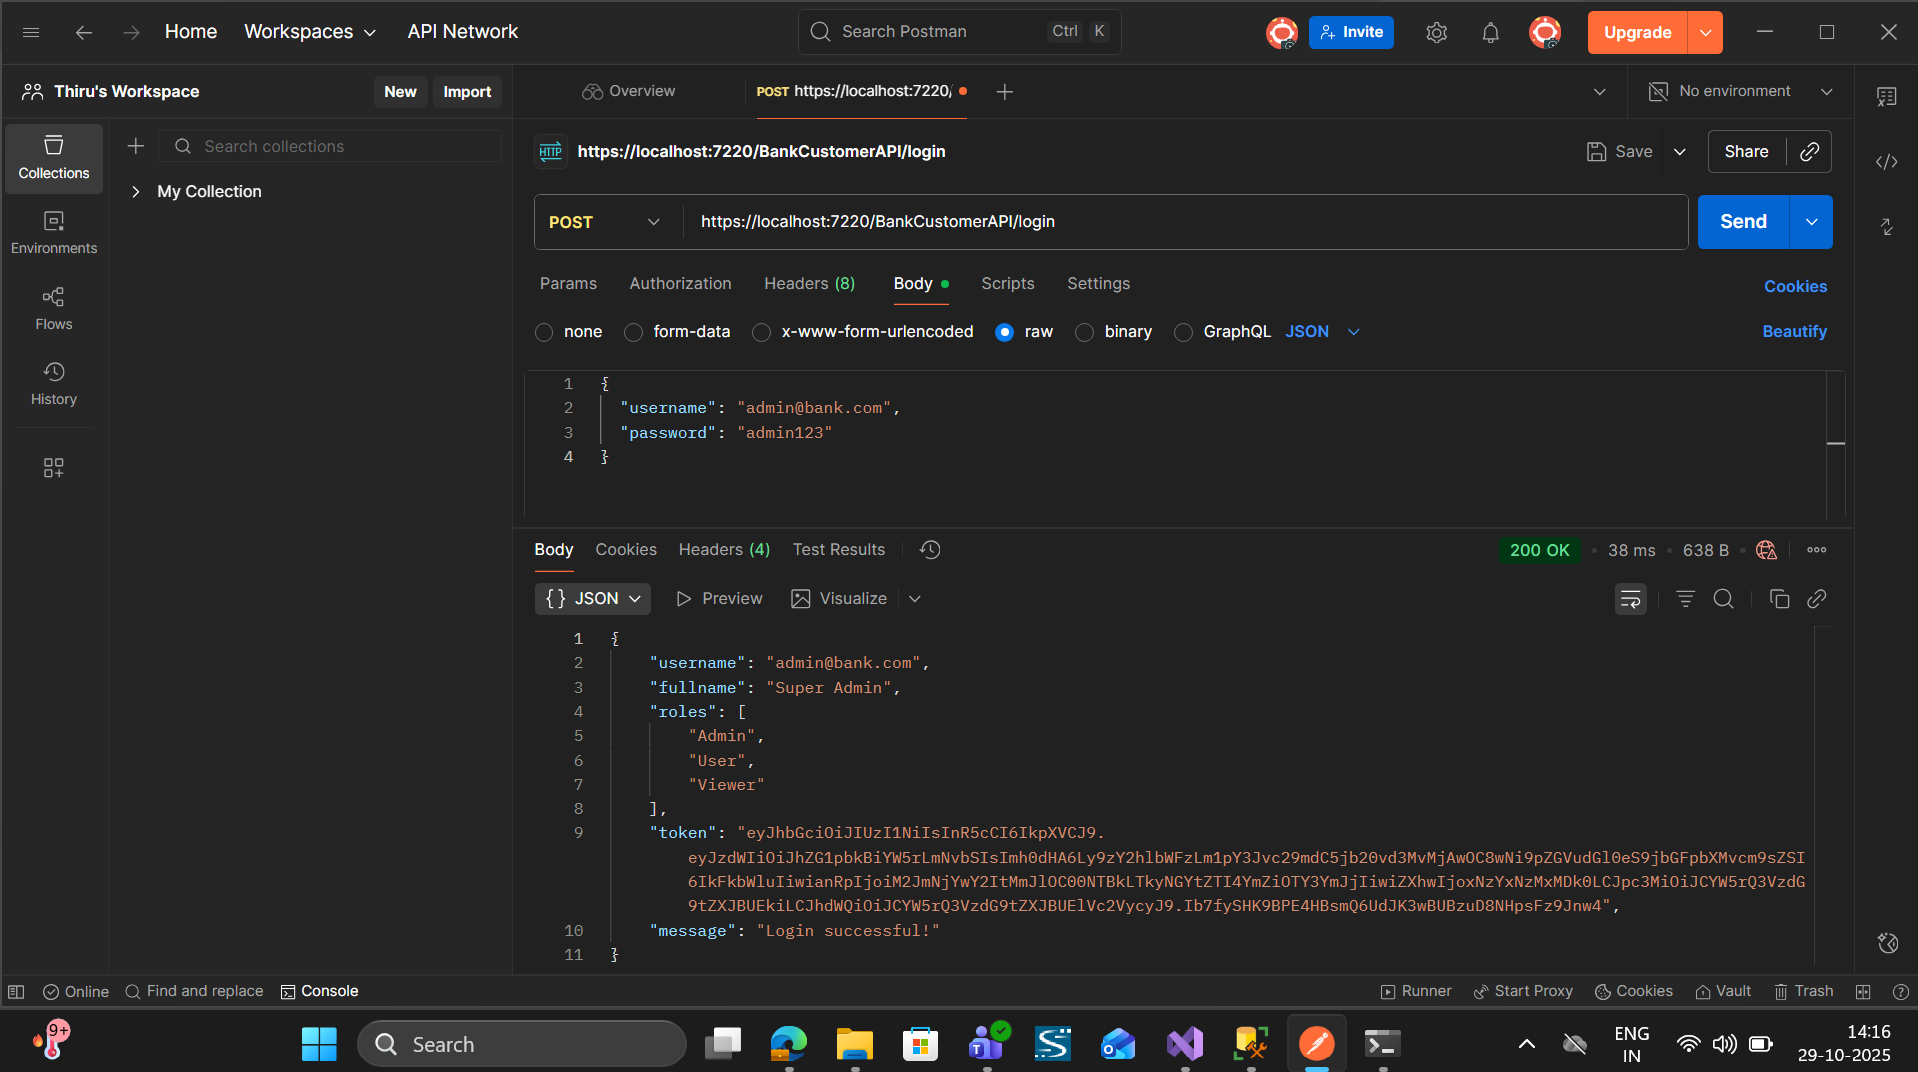 Home
Workspaces
API Network
Search Postman
Ctrl
K
Invite
Upgrade
Thiru's Workspace
New
Import
Overview
POST https://localhost:7220/
No environment
Collections
Search collections
My Collection
HTTP
https://localhost:7220/BankCustomerAPI/login
Save
Share
Environments
POST
https://localhost:7220/BankCustomerAPI/login
Send
Flows
History
Params
Authorization
Headers (8)
Body
Scripts
Settings
Cookies
none
form-data
x-www-form-urlencoded
raw
binary
GraphQL
JSON
Beautify
1 {
2 "username": "admin@bank.com",
3 "password": "admin123"
4 }
Body
Cookies
Headers (4)
Test Results
200 OK
38 ms
638 B
{} JSON
Preview
Visualize
1 {
2 "username": "admin@bank.com",
3 "fullname": "Super Admin",
4 "roles": [
5 "Admin",
6 "User",
7 "Viewer"
8 ],
9 "token": "eyJhbGciOiJIUzI1NiIsInR5cCI6IkpXVCJ9.
eyJzdWIiOiJhZG1pbkBiYW5rLmNvbSIsImh0dHA6Ly9zY2hlbWFzLm1pY3Jvc29mdC5jb20vd3MvMjAwOC8wNi9pZGVudGl0eS9jbGFpbXMvcm9sZSI
6IkFkbWluIiwianRpIjoiM2JmNjYwY2ItMmJlOC00NTBkLTkyNGYtZTI4YmZiOTY3YmJjIiwiZXhwIjoxNzYxNzMxMDk0LCJpc3MiOiJCYW5rQ3VzdG
9tZXJBUEkiLCJhdWQiOiJCYW5rQ3VzdG9tZXJBUElVc2VycyJ9.Ib7fySHK9BPE4HBsmQ6UdJK3wBUBzuD8NHpsFz9Jnw4",
10 "message": "Login successful!"
11 }
Online
Find and replace
Console
Runner
Start Proxy
Cookies
Vault
Trash
9+
Search
ENG
IN
14:16
29-10-2025